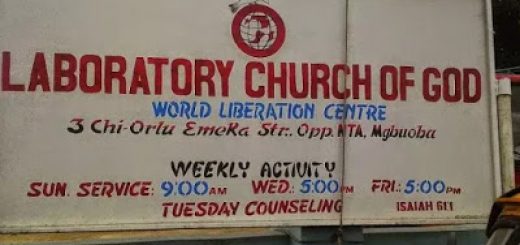 LABORATORY CHURCH OF GOD
WORLD LIBERATION CENTRE
3 Chi-Orlu Emeka Str:. Opp. NTA, Mgbuoba
WEEKLY ACTIVITY
SUN. SERVICE: 9:00AM WED.: 5:00PM FRI.: 5:00PM
TUESDAY COUNSELING ISAIAH 61:1